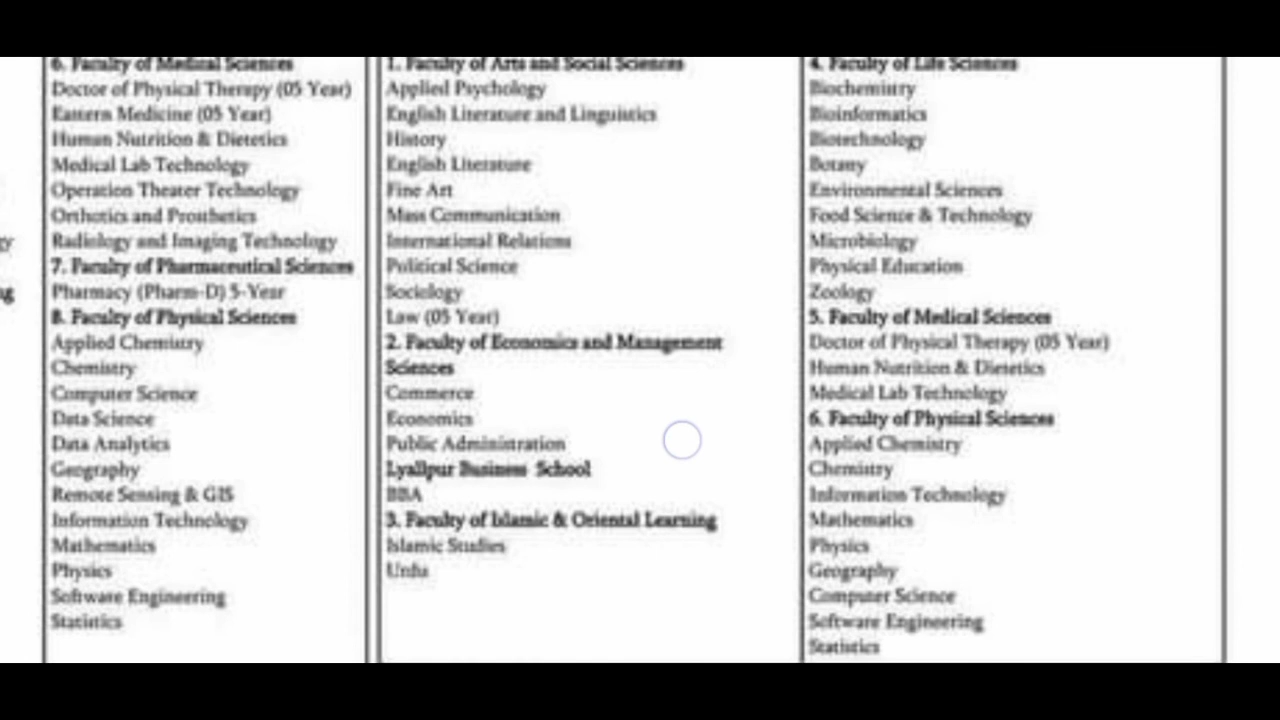 gy
ng
6. Faculty of Medical Sciences
Doctor of Physical Therapy (05 Year)
Eastern Medicine (05 Year)
Human Nutrition & Dietetics
Medical Lab Technology
Operation Theater Technology
Orthotics and Prosthetics
Radiology and Imaging Technology
7. Faculty of Pharmaceutical Sciences
Pharmacy (Pharm-D) 5-Year
8. Faculty of Physical Sciences
Applied Chemistry
Chemistry
Computer Science
Data Science
Data Analytics
Geography
Remote Sensing & GIS
Information Technology
Mathematics
Physics
Software Engineering
Statistics
1. Faculty of Arts and Social Sciences
Applied Psychology
English Literature and Linguistics
History
English Literature
Fine Art
Mass Communication
International Relations
Political Science
Sociology
Law (05 Year)
2. Faculty of Economics and Management
Sciences
Commerce
Economics
Public Administration
Lyallpur Business School
BBA
3. Faculty of Islamic & Oriental Learning
Islamic Studies
Urdu
4. Faculty of Life Sciences
Biochemistry
Bioinformatics
Biotechnology
Botany
Environmental Sciences
Food Science & Technology
Microbiology
Physical Education
Zoology
5. Faculty of Medical Sciences
Doctor of Physical Therapy (05 Year)
Human Nutrition & Dietetics
Medical Lab Technology
6. Faculty of Physical Sciences
Applied Chemistry
Chemistry
Information Technology
Mathematics
Physics
Geography
Computer Science
Software Engineering
Statistics